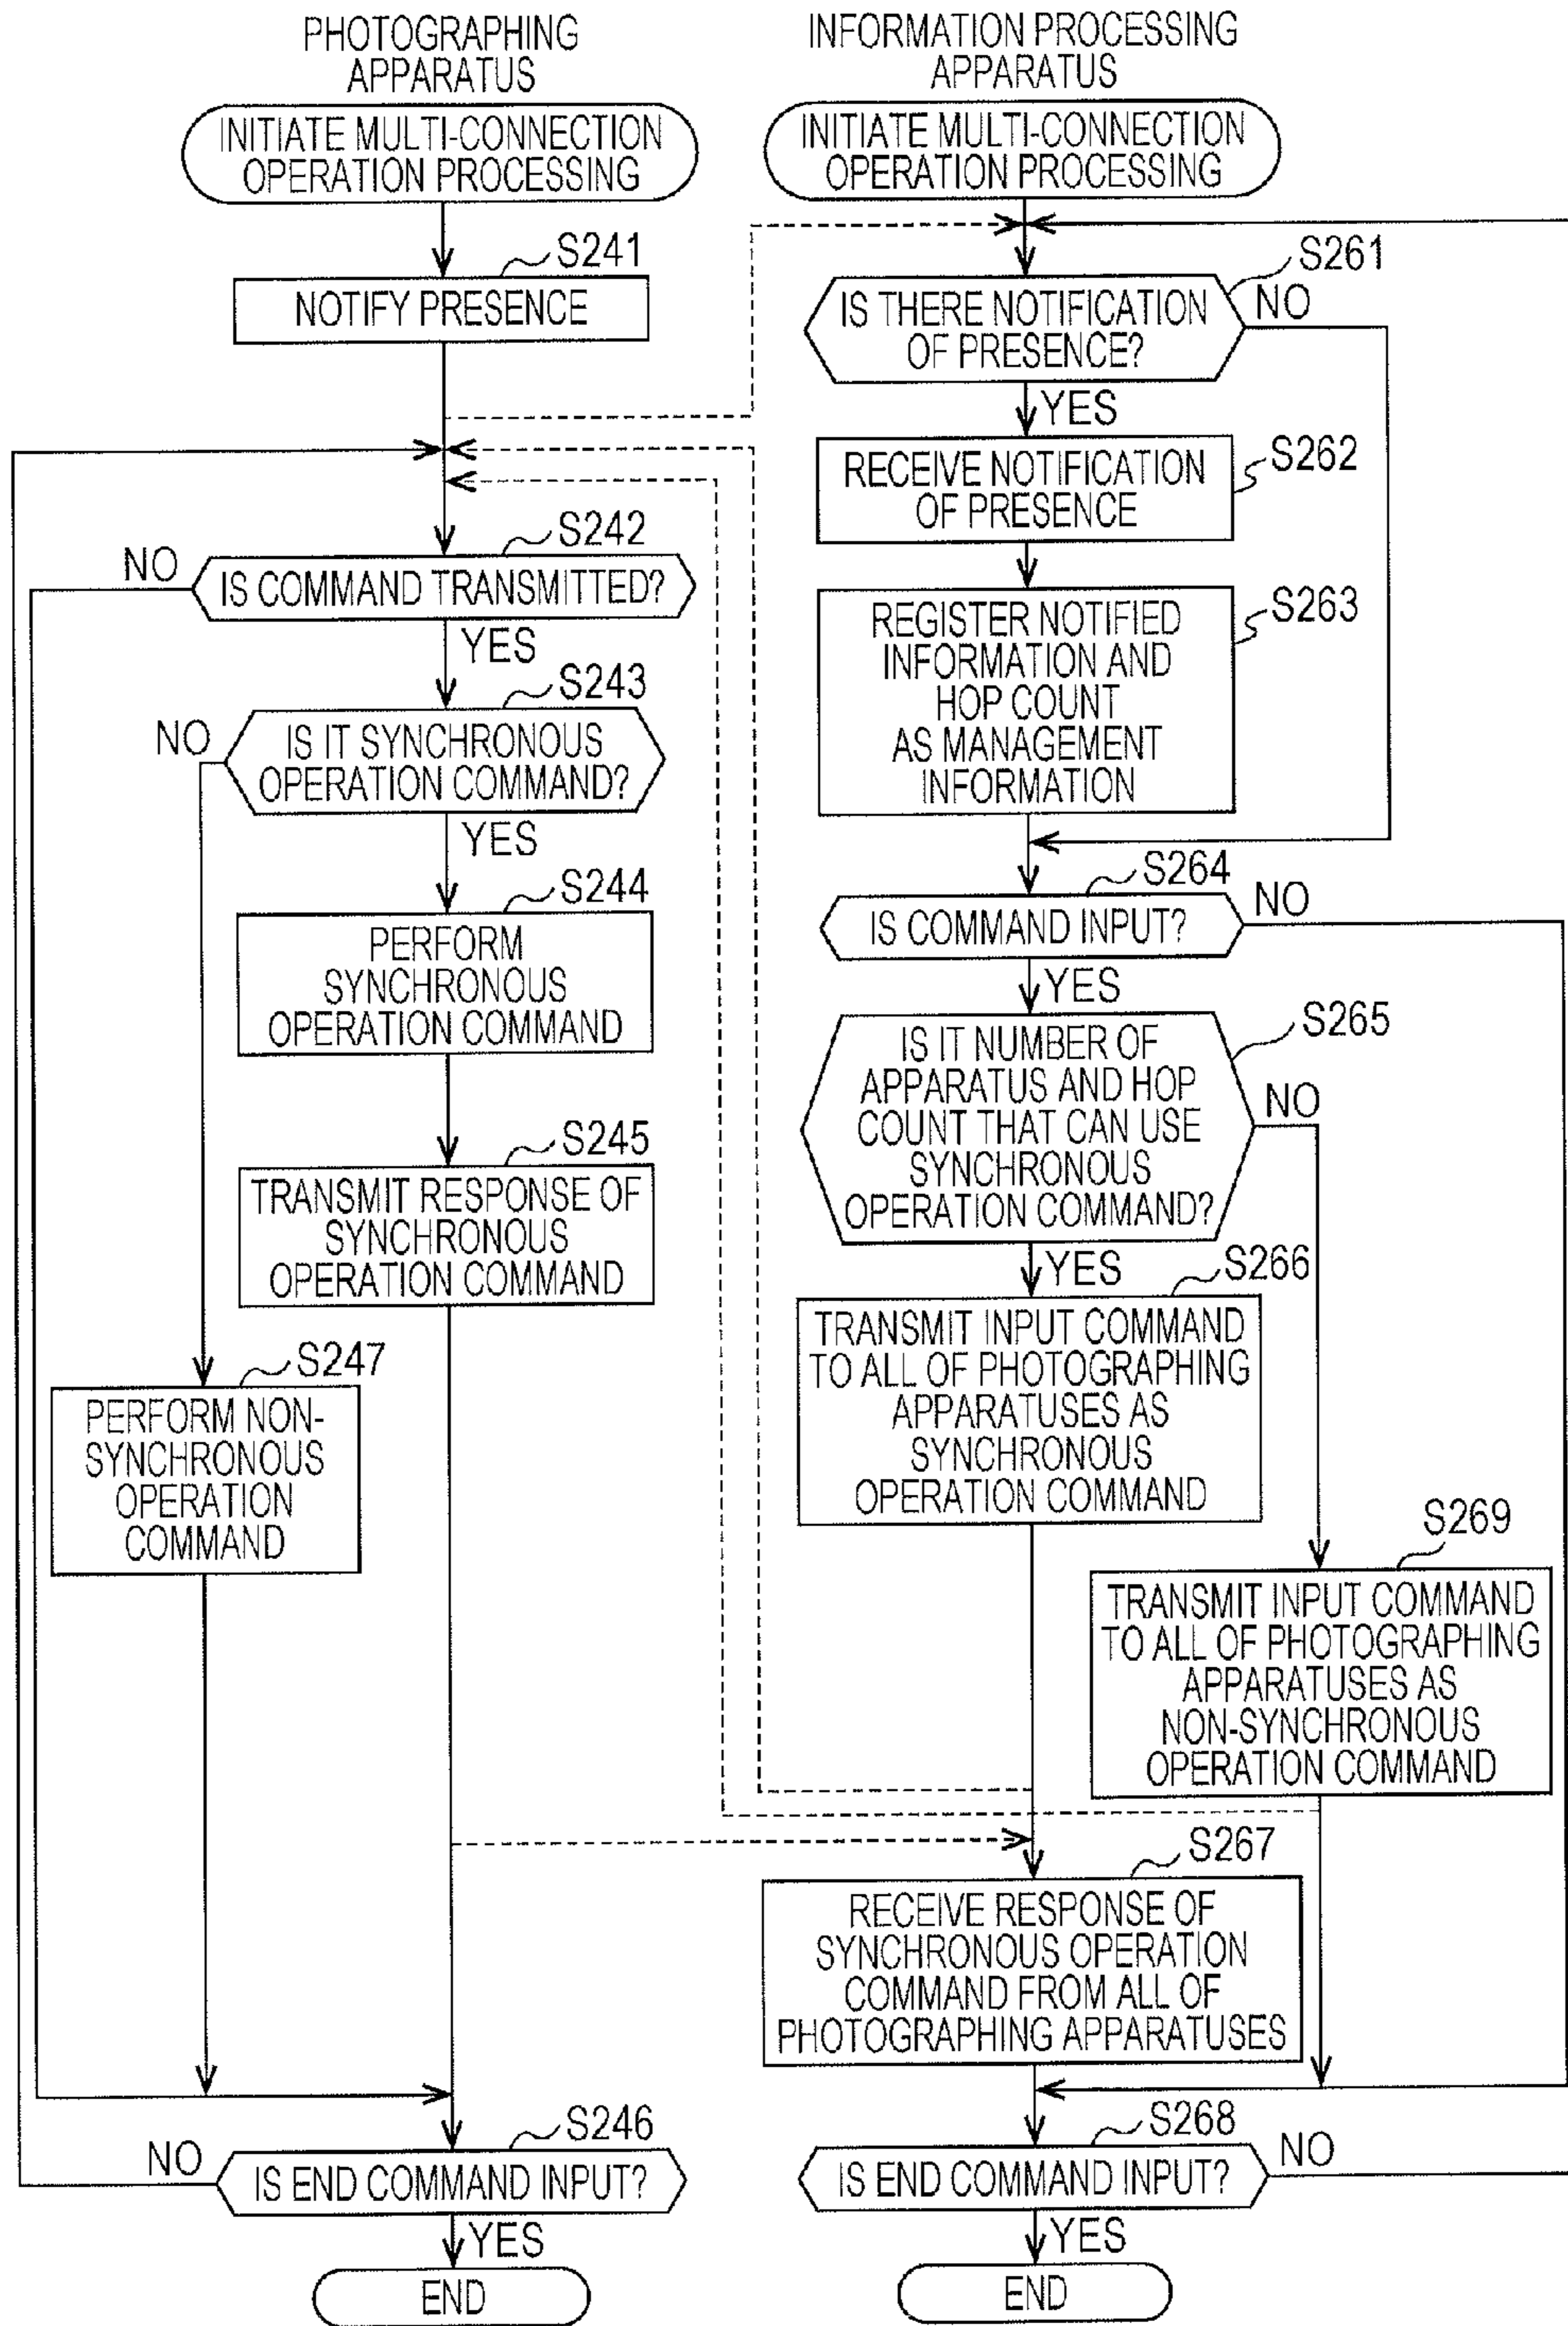 PHOTOGRAPHING
APPARATUS
INITIATE MULTI-CONNECTION
OPERATION PROCESSING
S241
NOTIFY PRESENCE
S242
NO
IS COMMAND TRANSMITTED?
YES
S243
NO
IS IT SYNCHRONOUS
OPERATION COMMAND?
YES
S244
PERFORM
SYNCHRONOUS
OPERATION COMMAND
S245
TRANSMIT RESPONSE OF
SYNCHRONOUS
OPERATION COMMAND
S247
PERFORM NON-
SYNCHRONOUS
OPERATION
COMMAND
S246
NO
IS END COMMAND INPUT?
YES
END
INFORMATION PROCESSING
APPARATUS
INITIATE MULTI-CONNECTION
OPERATION PROCESSING
S261
IS THERE NOTIFICATION
OF PRESENCE?
NO
YES
S262
RECEIVE NOTIFICATION
OF PRESENCE
S263
REGISTER NOTIFIED
INFORMATION AND
HOP COUNT
AS MANAGEMENT
INFORMATION
S264
IS COMMAND INPUT?
NO
YES
S265
IS IT NUMBER OF
APPARATUS AND HOP
COUNT THAT CAN USE
SYNCHRONOUS
OPERATION COMMAND?
NO
YES
S266
TRANSMIT INPUT COMMAND
TO ALL OF PHOTOGRAPHING
APPARATUSES AS
SYNCHRONOUS
OPERATION COMMAND
S269
TRANSMIT INPUT COMMAND
TO ALL OF PHOTOGRAPHING
APPARATUSES AS
NON-SYNCHRONOUS
OPERATION COMMAND
S267
RECEIVE RESPONSE OF
SYNCHRONOUS OPERATION
COMMAND FROM ALL OF
PHOTOGRAPHING APPARATUSES
S268
IS END COMMAND INPUT?
NO
YES
END